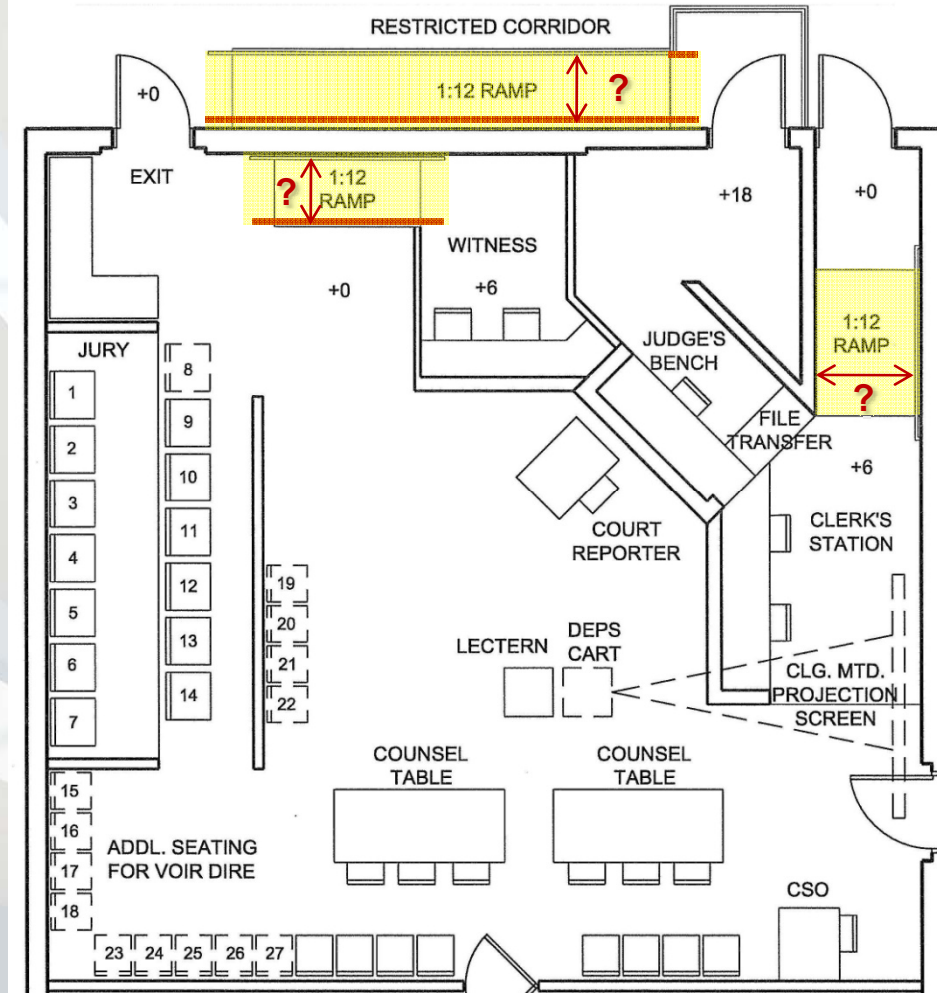 RESTRICTED CORRIDOR
1:12 RAMP
?
+0
EXIT
?
1:12
RAMP
+18
+0
WITNESS
+6
+0
JURY
JUDGE'S
BENCH
1:12
RAMP
?
FILE
TRANSFER
+6
1
2
3
4
5
6
7
8
9
10
11
12
13
14
COURT
REPORTER
CLERK'S
STATION
19
20
21
22
LECTERN
DEPS
CART
CLG. MTD.
PROJECTION
SCREEN
COUNSEL
TABLE
COUNSEL
TABLE
15
16
17
18
ADDL. SEATING
FOR VOIR DIRE
CSO
23 24 25 26 27